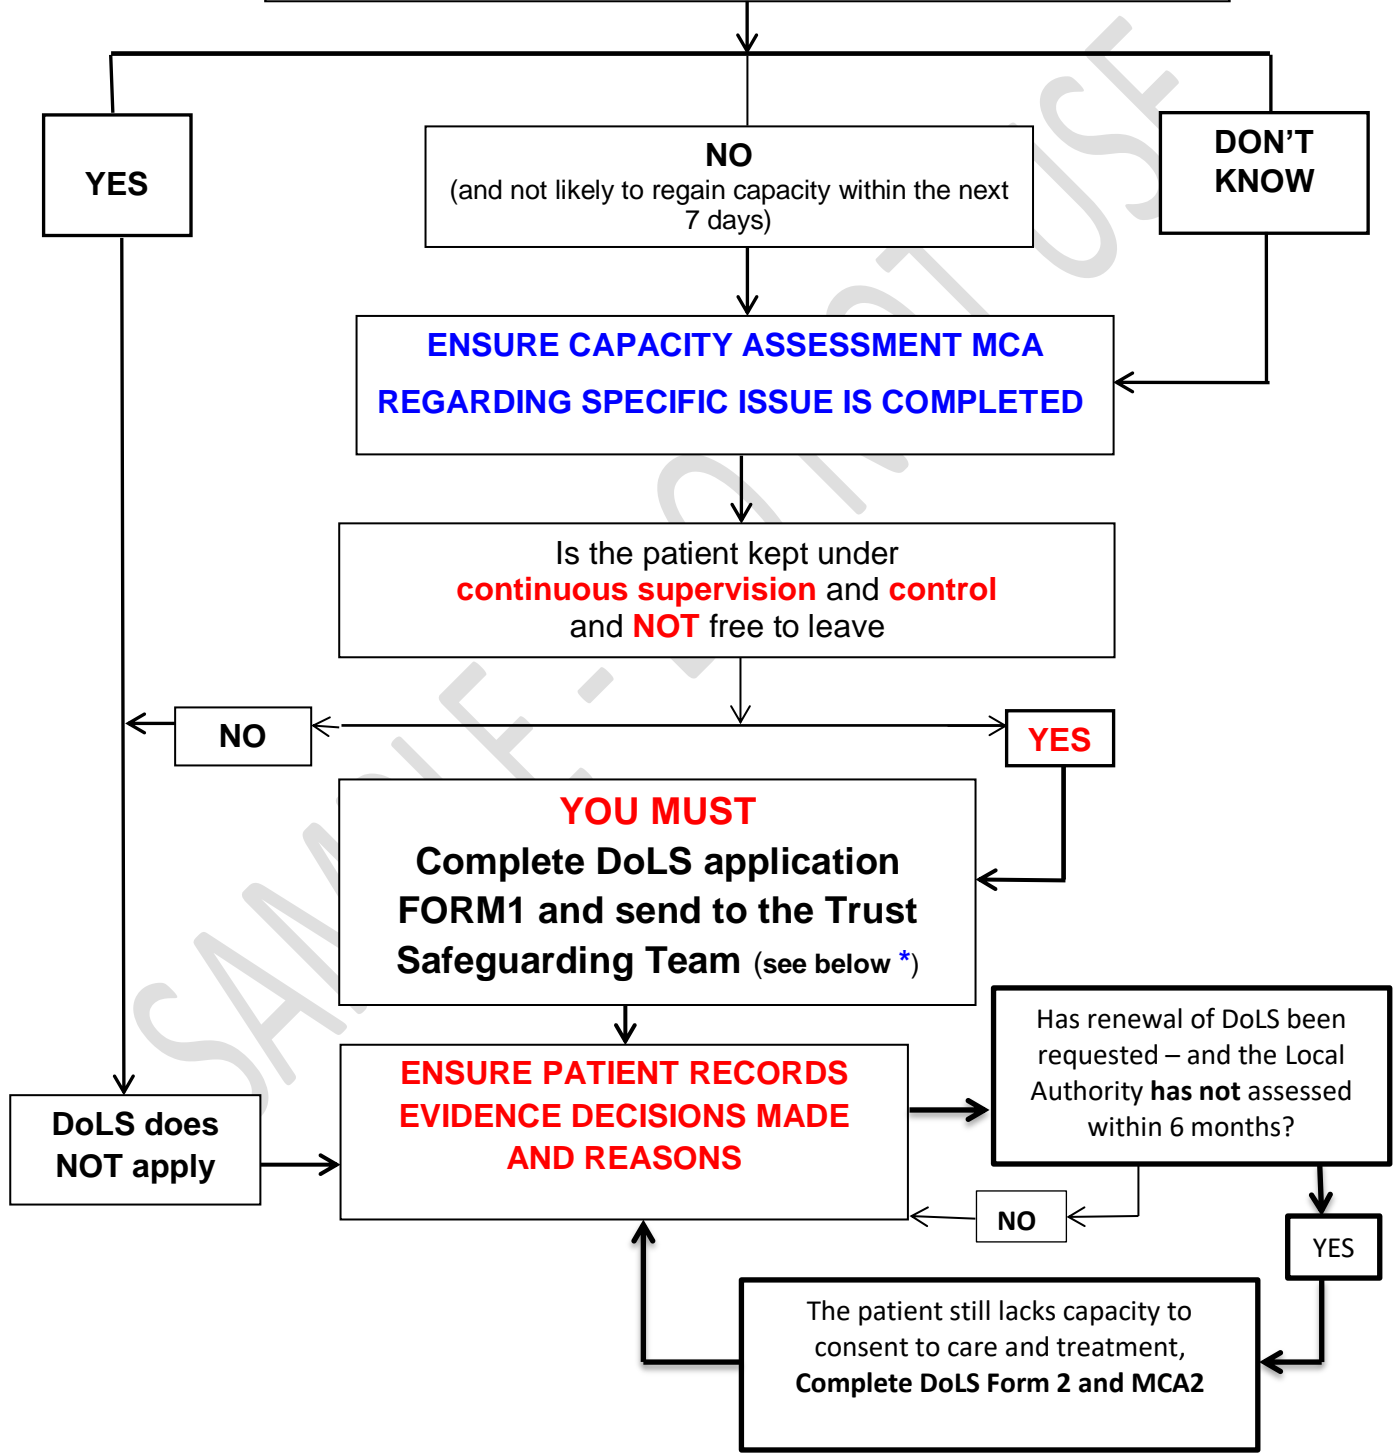 YES
NO
(and not likely to regain capacity within the next
7 days)
DON’T
KNOW
ENSURE CAPACITY ASSESSMENT MCA
REGARDING SPECIFIC ISSUE IS COMPLETED
Is the patient kept under
continuous supervision and control
and NOT free to leave
NO
YES
YOU MUST
Complete DoLS application
FORM1 and send to the Trust
Safeguarding Team (see below *)
Has renewal of DoLS been
requested – and the Local
Authority has not assessed
within 6 months?
ENSURE PATIENT RECORDS
EVIDENCE DECISIONS MADE
AND REASONS
DoLS does
NOT apply
NO
YES
The patient still lacks capacity to
consent to care and treatment,
Complete DoLS Form 2 and MCA2
SAMPLE - DO NOT USE